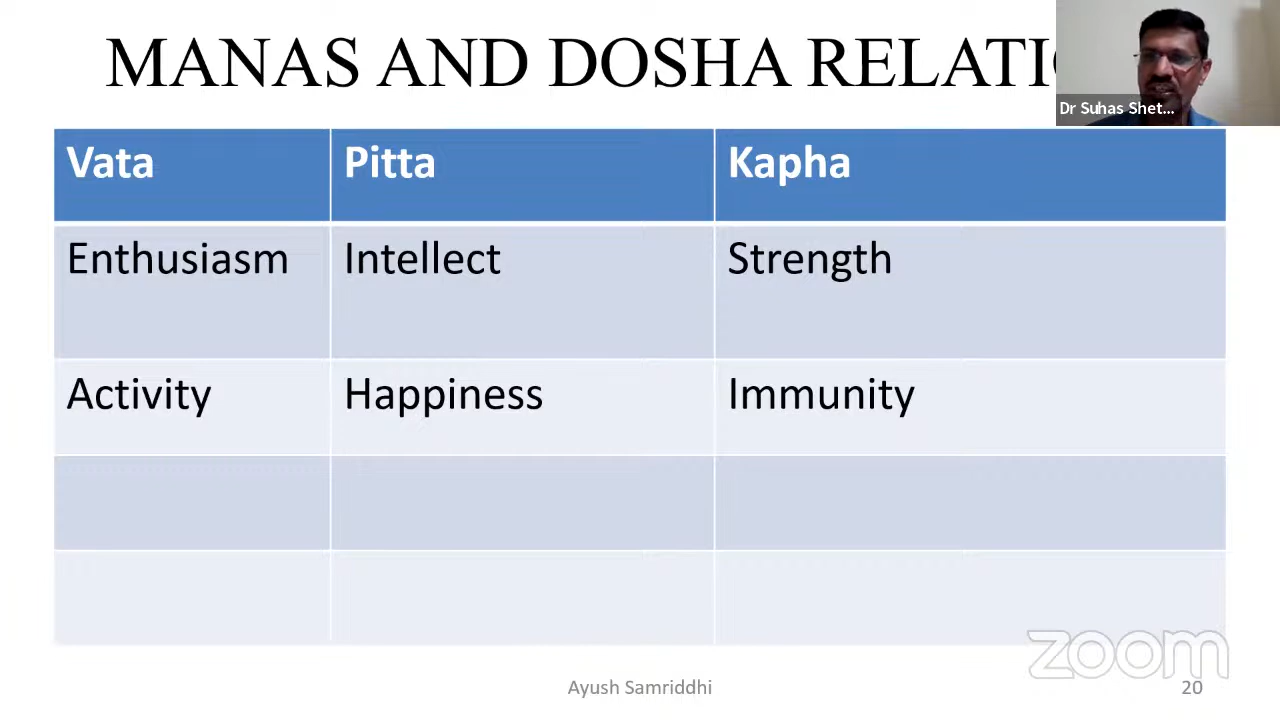 MANAS AND DOSHA RELATIO
Dr Suhas Shet...
Vata Pitta Kapha
Enthusiasm Intellect Strength
Activity Happiness Immunity
zoom
Ayush Samriddhi 20